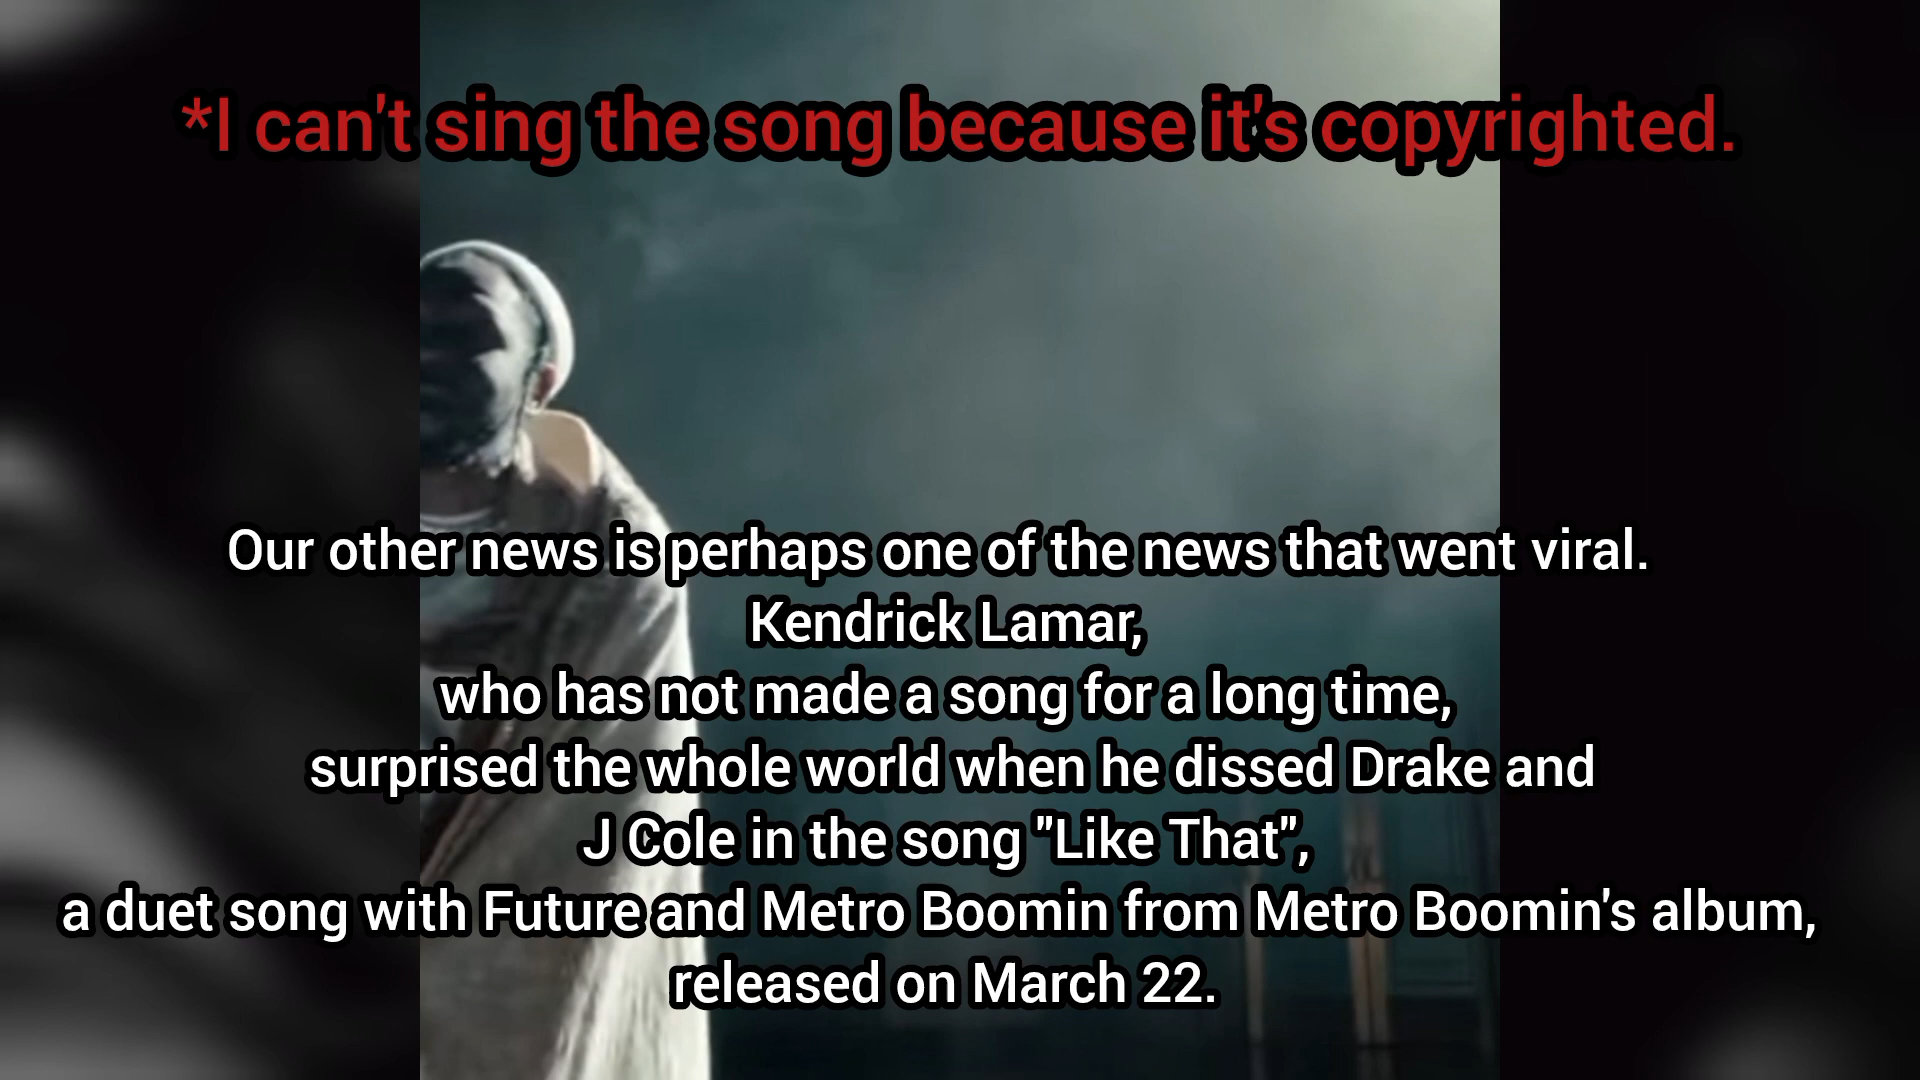 *I can't sing the song because it's copyrighted.
Our other news is perhaps one of the news that went viral.
Kendrick Lamar,
who has not made a song for a long time,
surprised the whole world when he dissed Drake and
J Cole in the song "Like That",
a duet song with Future and Metro Boomin from Metro Boomin's album,
released on March 22.